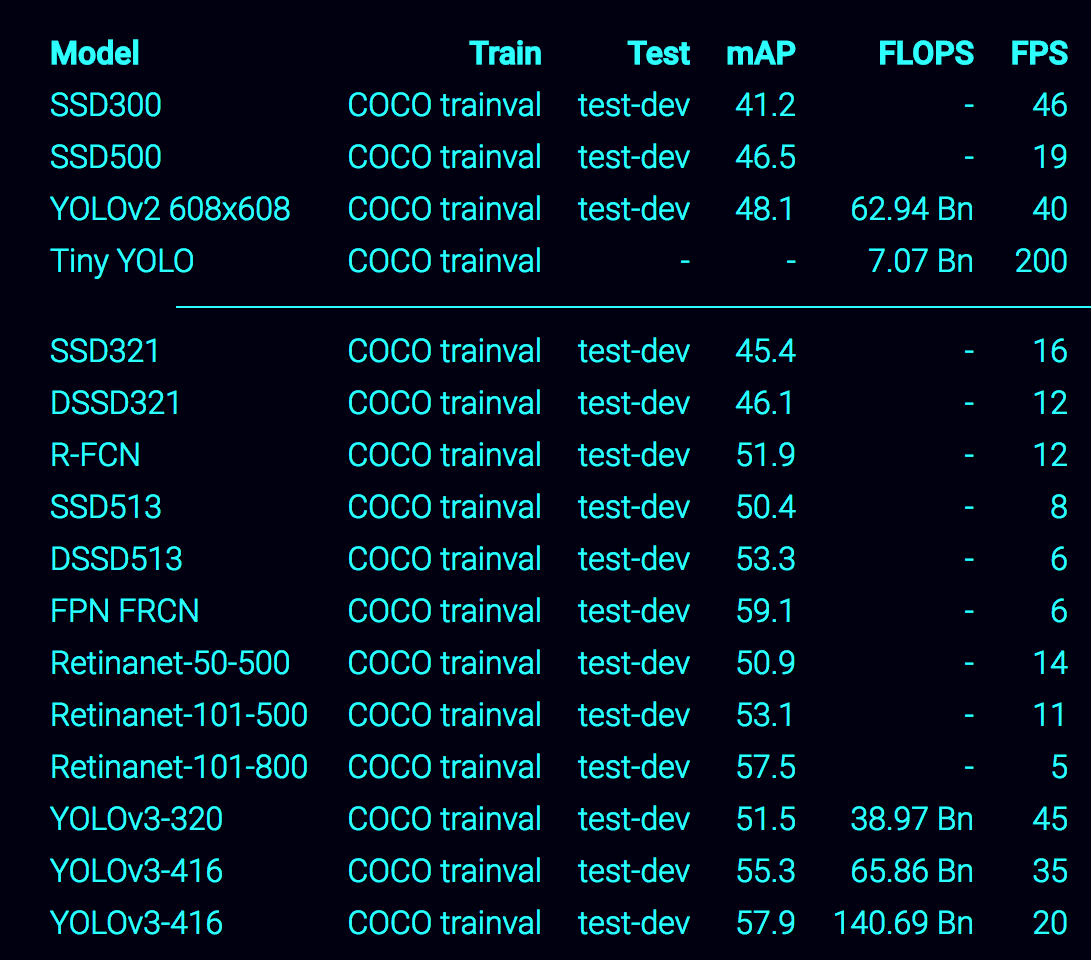 Model Train Test mAP FLOPS FPS
SSD300 COCO trainval test-dev 41.2 - 46
SSD500 COCO trainval test-dev 46.5 - 19
YOLOv2 608x608 COCO trainval test-dev 48.1 62.94 Bn 40
Tiny YOLO COCO trainval - - 7.07 Bn 200
SSD321 COCO trainval test-dev 45.4 - 16
DSSD321 COCO trainval test-dev 46.1 - 12
R-FCN COCO trainval test-dev 51.9 - 12
SSD513 COCO trainval test-dev 50.4 - 8
DSSD513 COCO trainval test-dev 53.3 - 6
FPN FRCN COCO trainval test-dev 59.1 - 6
Retinanet-50-500 COCO trainval test-dev 50.9 - 14
Retinanet-101-500 COCO trainval test-dev 53.1 - 11
Retinanet-101-800 COCO trainval test-dev 57.5 - 5
YOLOv3-320 COCO trainval test-dev 51.5 38.97 Bn 45
YOLOv3-416 COCO trainval test-dev 55.3 65.86 Bn 35
YOLOv3-416 COCO trainval test-dev 57.9 140.69 Bn 20